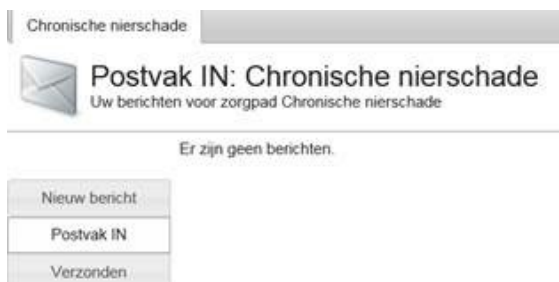 Chronische nierschade
Postvak IN: Chronische nierschade
Uw berichten voor zorgpad Chronische nierschade
Er zijn geen berichten.
Nieuw bericht
Postvak IN
Verzonden